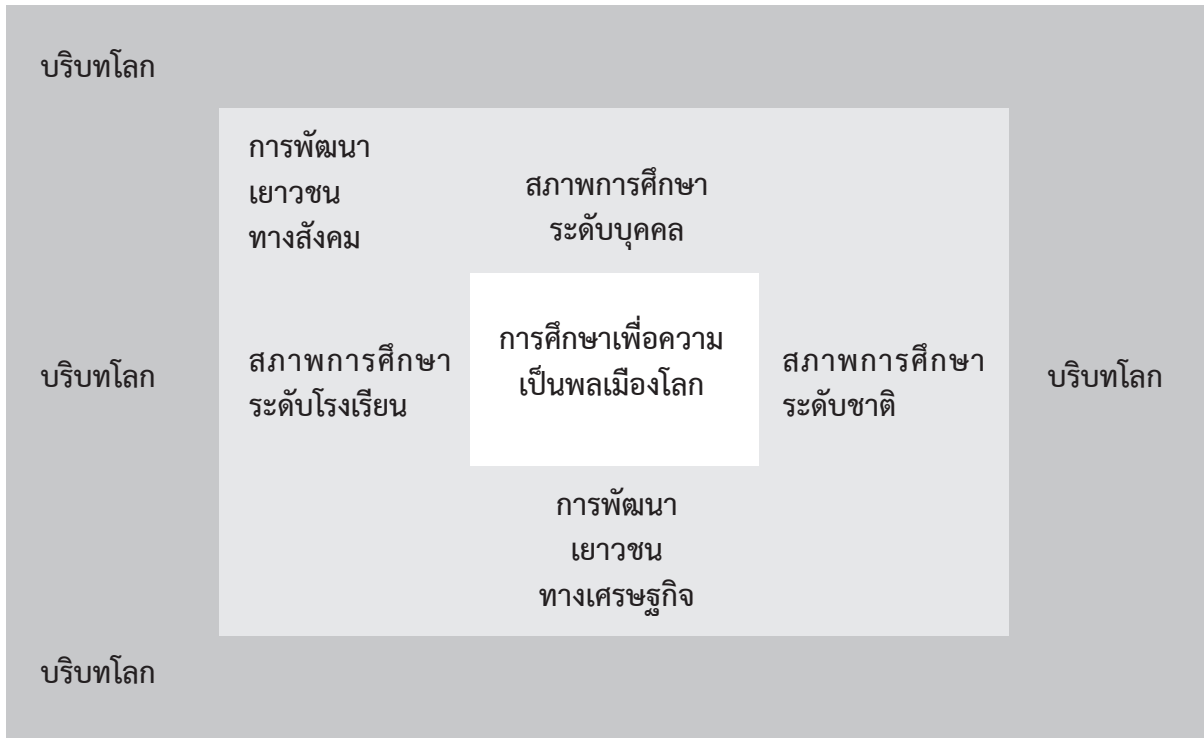 บริบทโลก
การพัฒนา
เยาวชน
ทางสังคม
สภาพการศึกษา
ระดับบุคคล
บริบทโลก
สภาพการศึกษา
ระดับโรงเรียน
การศึกษาเพื่อความ
เป็นพลเมืองโลก
สภาพการศึกษา
ระดับชาติ
บริบทโลก
การพัฒนา
เยาวชน
ทางเศรษฐกิจ
บริบทโลก